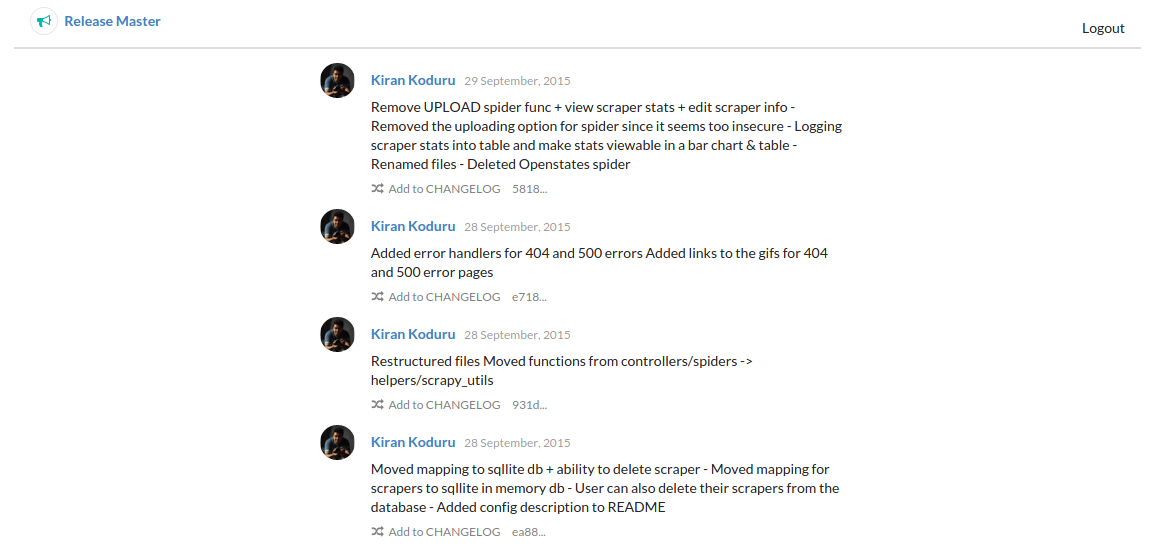 Release Master
Logout
Kiran Koduru 29 September, 2015
Remove UPLOAD spider func + view scraper stats + edit scraper info -
Removed the uploading option for spider since it seems too insecure - Logging
scraper stats into table and make stats viewable in a bar chart & table -
Renamed files - Deleted Openstates spider
Add to CHANGELOG 5818...
Kiran Koduru 28 September, 2015
Added error handlers for 404 and 500 errors Added links to the gifs for 404
and 500 error pages
Add to CHANGELOG e718...
Kiran Koduru 28 September, 2015
Restructured files Moved functions from controllers/spiders ->
helpers/scrapy_utils
Add to CHANGELOG 931d...
Kiran Koduru 28 September, 2015
Moved mapping to sqllite db + ability to delete scraper - Moved mapping for
scrapers to sqllite in memory db - User can also delete their scrapers from the
database - Added config description to README
Add to CHANGELOG ea88...